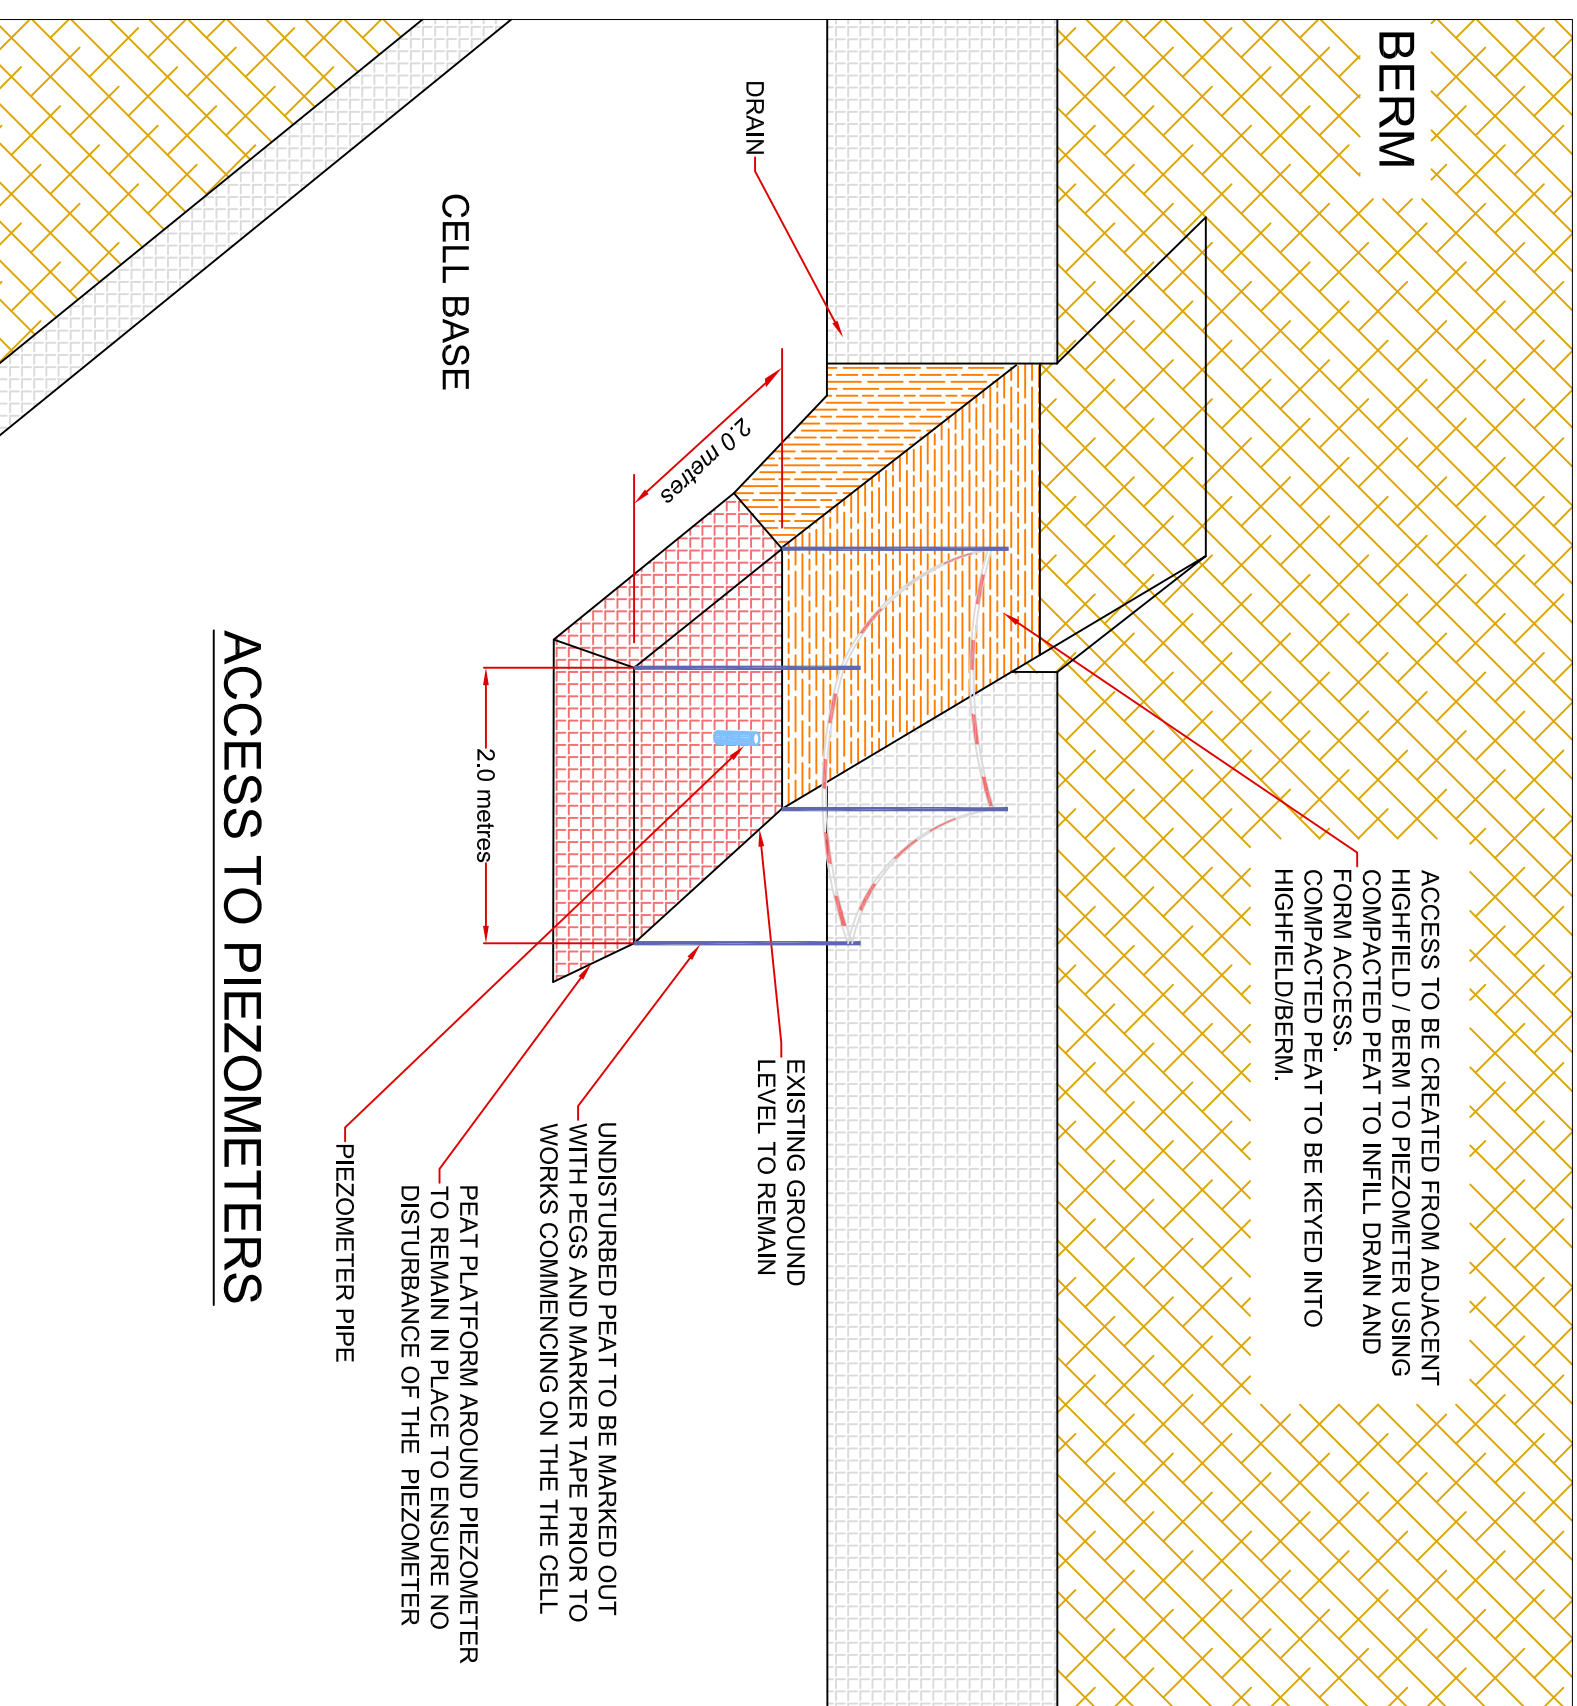 BERM
ACCESS TO BE CREATED FROM ADJACENT
HIGHFIELD / BERM TO PIEZOMETER USING
COMPACTED PEAT TO INFILL DRAIN AND
FORM ACCESS.
COMPACTED PEAT TO BE KEYED INTO
HIGHFIELD/BERM.
DRAIN
2.0 metres
EXISTING GROUND
LEVEL TO REMAIN
UNDISTURBED PEAT TO BE MARKED OUT
WITH PEGS AND MARKER TAPE PRIOR TO
WORKS COMMENCING ON THE THE CELL
CELL BASE
2.0 metres
PEAT PLATFORM AROUND PIEZOMETER
TO REMAIN IN PLACE TO ENSURE NO
DISTURBANCE OF THE PIEZOMETER
PIEZOMETER PIPE
ACCESS TO PIEZOMETERS